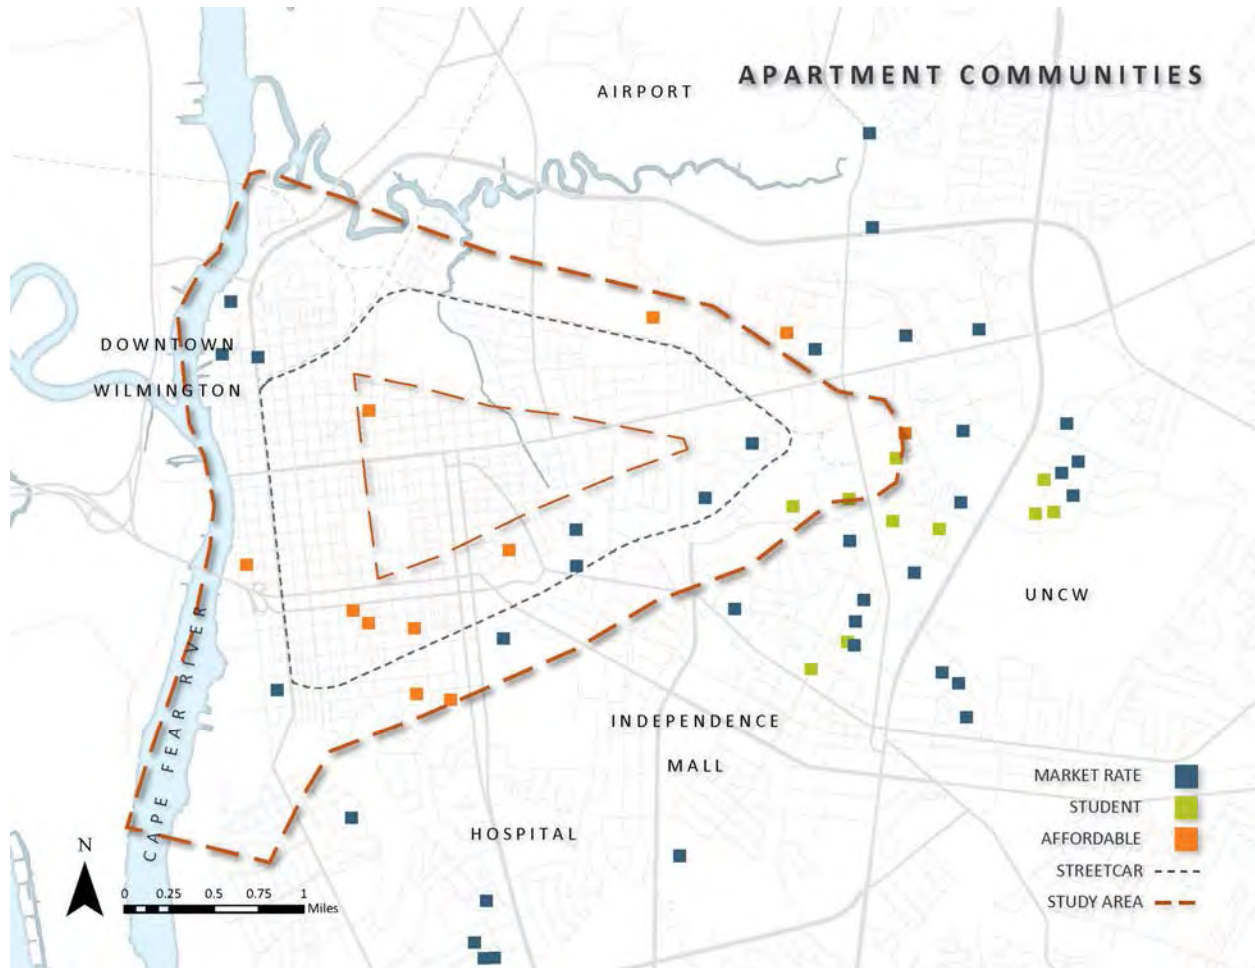 APARTMENT COMMUNITIES
AIRPORT
DOWNTOWN
WILMINGTON
UNCW
CAPE FEAR RIVER
INDEPENDENCE
MALL
HOSPITAL
MARKET RATE
STUDENT
AFFORDABLE
STREETCAR
STUDY AREA
N
0 0.25 0.5 0.75 1
Miles